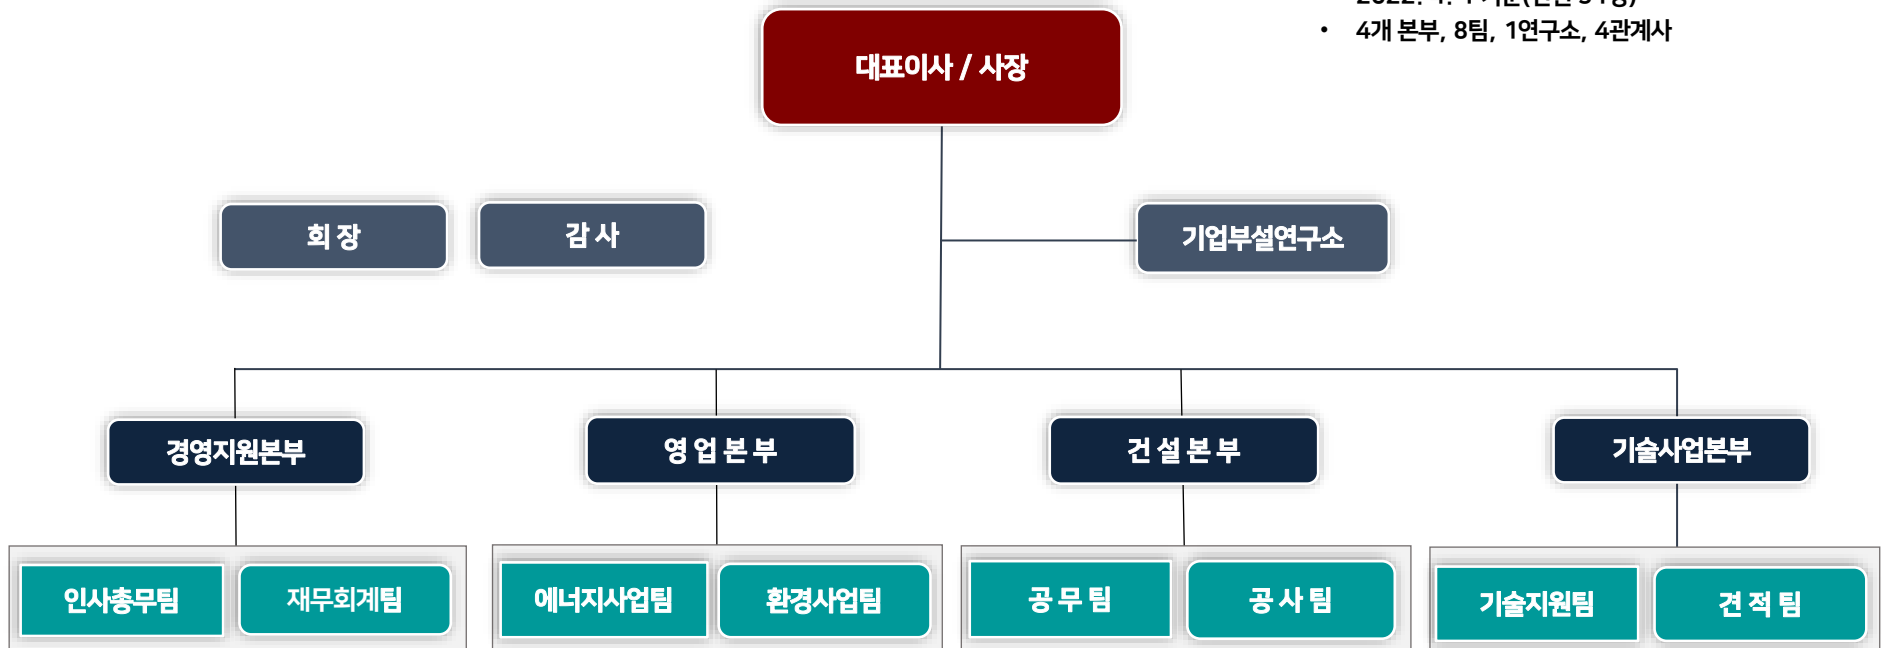 • 4개 본부, 8팀, 1연구소, 4관계사
대표이사 / 사장
회 장
감 사
기업부설연구소
경영지원본부
영 업 본 부
건 설 본 부
기술사업본부
인사총무팀
재무회계팀
에너지사업팀
환경사업팀
공 무 팀
공 사 팀
기술지원팀
견 적 팀